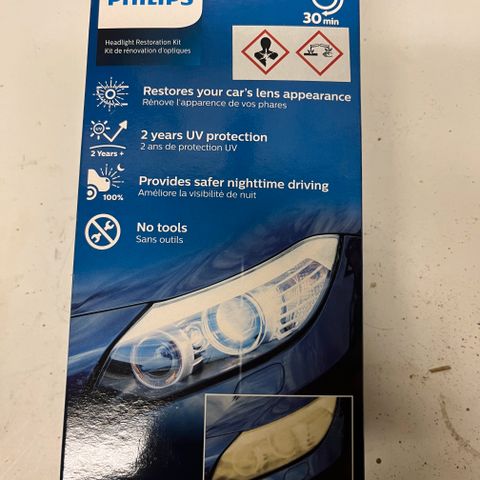 PHILIPS
30 min
Headlight Restoration Kit
Kit de rénovation d'optiques
Restores your car's lens appearance
Rénove l'apparence de vos phares
UV
2 years UV protection
2 ans de protection UV
2 Years +
Provides safer nighttime driving
Améliore la visibilité de nuit
100%
No tools
Sans outils